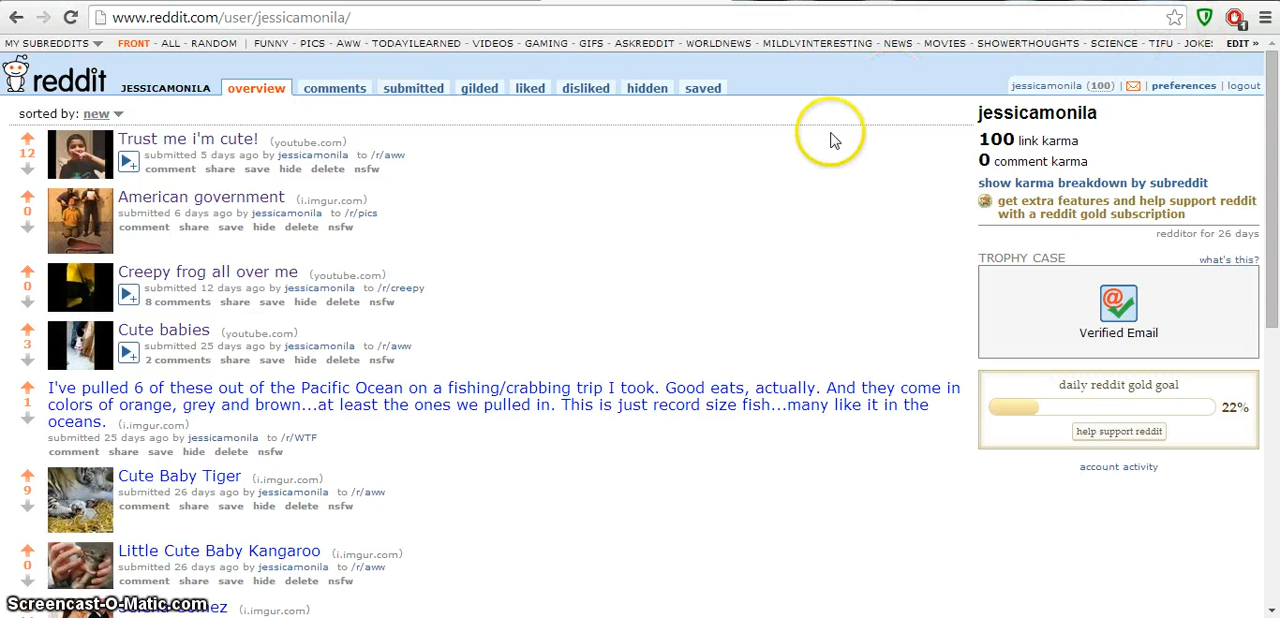 www.reddit.com/user/jessicamonila/
1
MY SUBREDDITS FRONT - ALL - RANDOM | FUNNY - PICS - AWW - TODAYILEARNED - VIDEOS - GAMING - GIFS - ASKREDDIT - WORLDNEWS - MILDLYINTERESTING - NEWS - MOVIES - SHOWERTHOUGHTS - SCIENCE - TIFU - JOKE: EDIT »
reddit JESSICAMONILA overview comments submitted gilded liked disliked hidden saved
jessicamonila (100) | preferences | logout
sorted by: new
Trust me i'm cute! (youtube.com)
12
submitted 5 days ago by jessicamonila to /r/aww
comment share save hide delete nsfw
American government (i.imgur.com)
0
submitted 6 days ago by jessicamonila to /r/pics
comment share save hide delete nsfw
Creepy frog all over me (youtube.com)
0
submitted 12 days ago by jessicamonila to /r/creepy
8 comments share save hide delete nsfw
Cute babies (youtube.com)
3
submitted 25 days ago by jessicamonila to /r/aww
2 comments share save hide delete nsfw
I've pulled 6 of these out of the Pacific Ocean on a fishing/crabbing trip I took. Good eats, actually. And they come in
1
colors of orange, grey and brown...at least the ones we pulled in. This is just record size fish...many like it in the
oceans. (i.imgur.com)
submitted 25 days ago by jessicamonila to /r/WTF
comment share save hide delete nsfw
Cute Baby Tiger (i.imgur.com)
9
submitted 26 days ago by jessicamonila to /r/aww
comment share save hide delete nsfw
Little Cute Baby Kangaroo (i.imgur.com)
0
submitted 26 days ago by jessicamonila to /r/aww
comment share save hide delete nsfw
Gomez (i.imgur.com)
Screencast-O-Matic.com
jessicamonila
100 link karma
0 comment karma
show karma breakdown by subreddit
get extra features and help support reddit
with a reddit gold subscription
redditor for 26 days
TROPHY CASE what's this?
Verified Email
daily reddit gold goal
22%
help support reddit
account activity